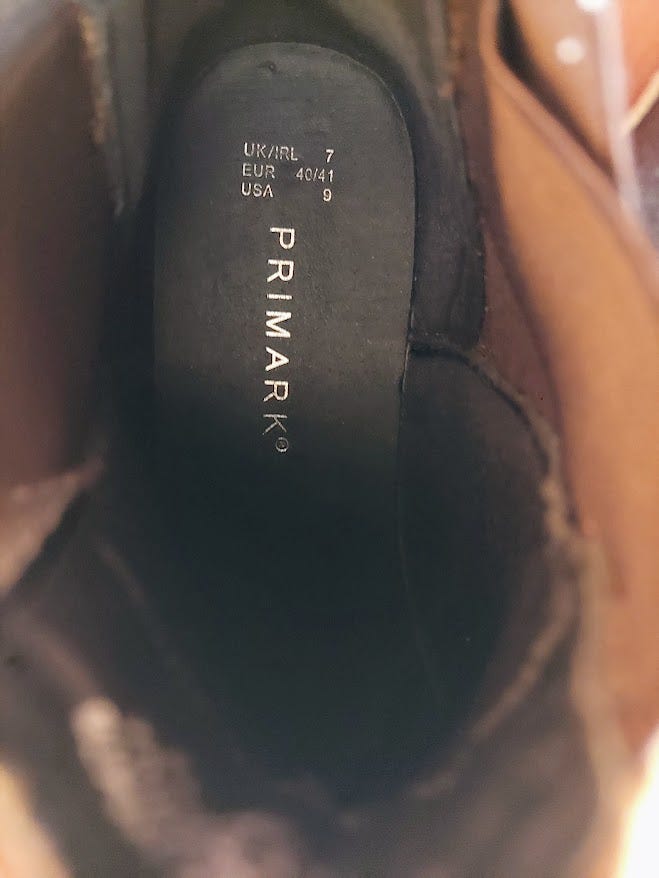 UK/IRL 7
EUR 40/41
USA 9
PRIMARK®